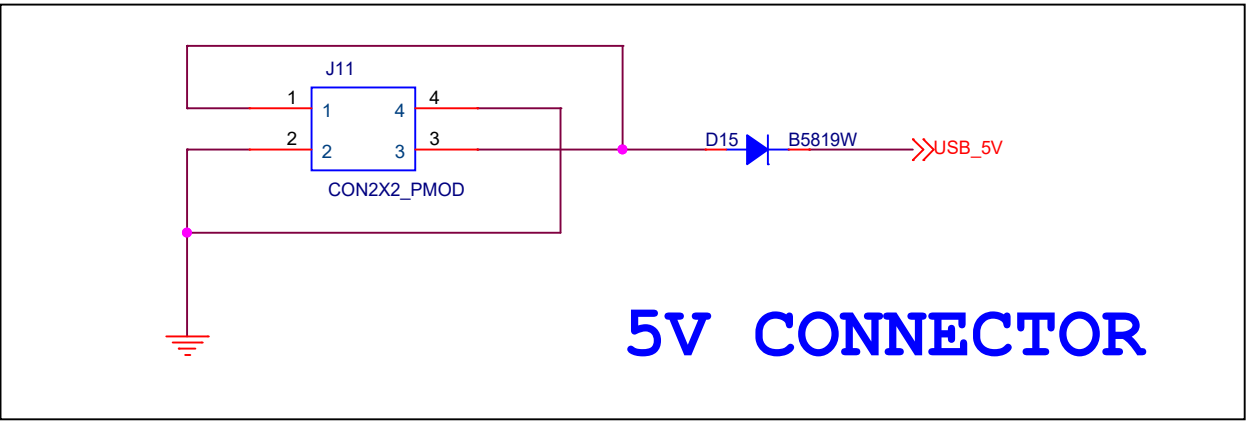 J11
1 1 4 4
2 2 3 3
CON2X2_PMOD
D15 B5819W USB_5V
5V CONNECTOR